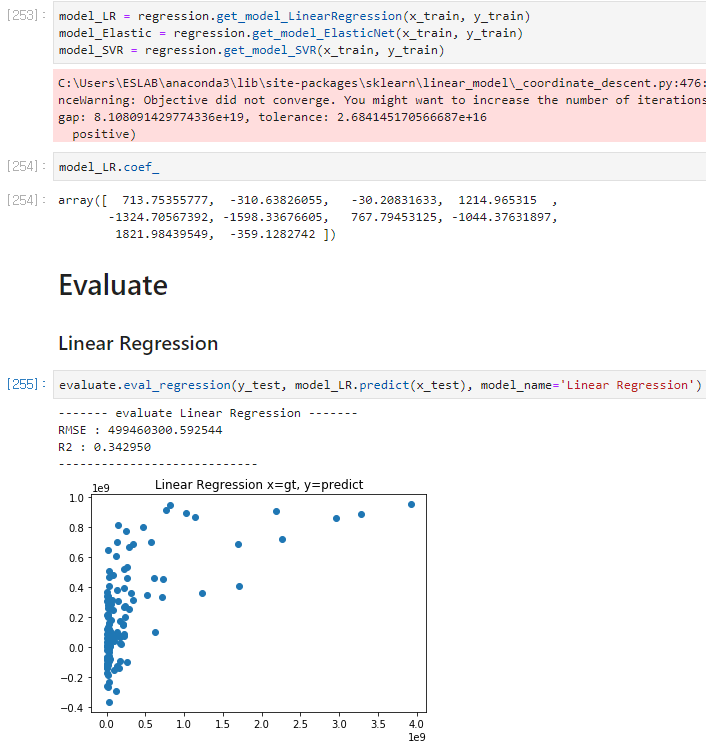 [253]: model_LR = regression.get_model_LinearRegression(x_train, y_train)
model_Elastic = regression.get_model_ElasticNet(x_train, y_train)
model_SVR = regression.get_model_SVR(x_train, y_train)
C:\Users\ESLAB\anaconda3\lib\site-packages\sklearn\linear_model\_coordinate_descent.py:476:
nceWarning: Objective did not converge. You might want to increase the number of iterations
gap: 8.108091429774336e+19, tolerance: 2.684145170566687e+16
positive)
[254]: model_LR.coef_
[254]: array([  713.75355777,  -310.63826055,   -30.20831633,  1214.965315  ,
-1324.70567392, -1598.33676605,   767.79453125, -1044.37631897,
1821.98439549,  -359.1282742 ])
Evaluate
Linear Regression
[255]: evaluate.eval_regression(y_test, model_LR.predict(x_test), model_name='Linear Regression')
------- evaluate Linear Regression -------
RMSE : 499460300.592544
R2 : 0.342950
----------------------------
Linear Regression x=gt, y=predict
1e9
1.0
0.8
0.6
0.4
0.2
0.0
−0.2
−0.4
0.0 0.5 1.0 1.5 2.0 2.5 3.0 3.5 4.0
1e9